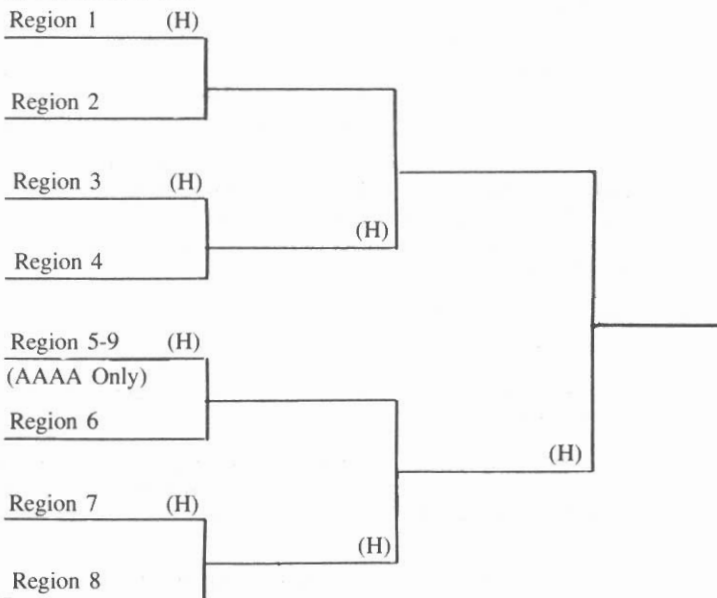 Region 1 (H)
Region 2
Region 3 (H)
(H)
Region 4
Region 5-9 (H)
(AAAA Only)
Region 6
(H)
Region 7 (H)
(H)
Region 8